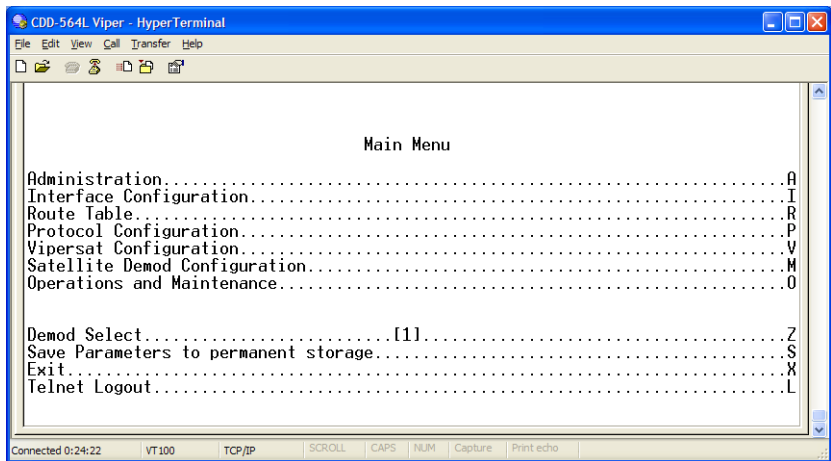 CDD-564L Viper - HyperTerminal
File Edit View Call Transfer Help
Main Menu
Administration..........................................................................A
Interface Configuration.................................................................I
Route Table.............................................................................R
Protocol Configuration..................................................................P
Vipersat Configuration..................................................................V
Satellite Demod Configuration...........................................................M
Operations and Maintenance..............................................................O
Demod Select..........................[1]......................................Z
Save Parameters to permanent storage....................................................S
Exit....................................................................................X
Telnet Logout...........................................................................L
Connected 0:24:22 VT100 TCP/IP SCROLL CAPS NUM Capture Print echo